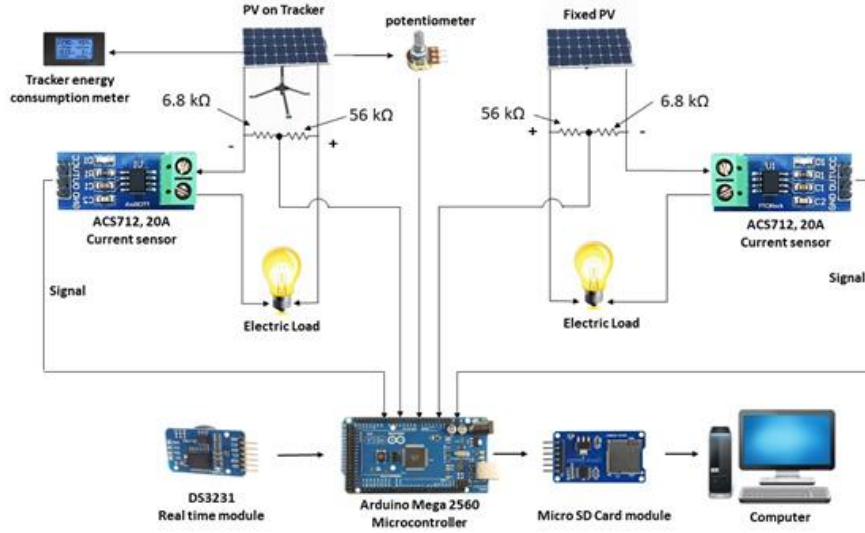 PV on Tracker
potentiometer
Fixed PV
Tracker energy
consumption meter
6.8 kΩ
56 kΩ
56 kΩ
6.8 kΩ
-
+
+
-
ACS712, 20A
Current sensor
ACS712, 20A
Current sensor
Signal
Signal
Electric Load
Electric Load
DS3231
Real time module
Arduino Mega 2560
Microcontroller
Micro SD Card module
Computer